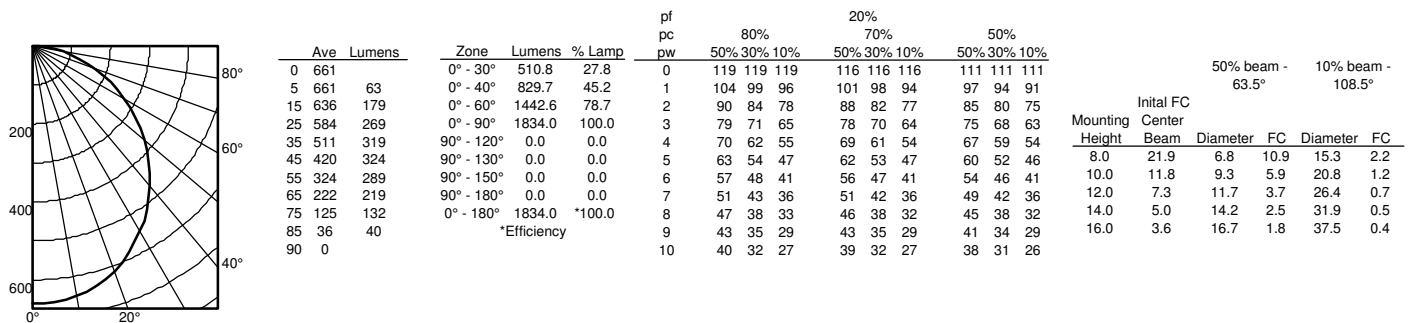 80°
60°
40°
200
400
600
0° 20°
Ave Lumens
0 661
5 661 63
15 636 179
25 584 269
35 511 319
45 420 324
55 324 289
65 222 219
75 125 132
85 36 40
90 0
Zone Lumens % Lamp
0° - 30° 510.8 27.8
0° - 40° 829.7 45.2
0° - 60° 1442.6 78.7
0° - 90° 1834.0 100.0
90° - 120° 0.0 0.0
90° - 130° 0.0 0.0
90° - 150° 0.0 0.0
90° - 180° 0.0 0.0
0° - 180° 1834.0 *100.0
*Efficiency
pf 20%
pc 80% 70% 50%
pw 50% 30% 10% 50% 30% 10% 50% 30% 10%
0 119 119 119 116 116 116 111 111 111
1 104 99 96 101 98 94 97 94 91
2 90 84 78 88 82 77 85 80 75
3 79 71 65 78 70 64 75 68 63
4 70 62 55 69 61 54 67 59 54
5 63 54 47 62 53 47 60 52 46
6 57 48 41 56 47 41 54 46 41
7 51 43 36 51 42 36 49 42 36
8 47 38 33 46 38 32 45 38 32
9 43 35 29 43 35 29 41 34 29
10 40 32 27 39 32 27 38 31 26
50% beam - 10% beam -
63.5° 108.5°
Inital FC
Mounting Center
Height Beam Diameter FC Diameter FC
8.0 21.9 6.8 10.9 15.3 2.2
10.0 11.8 9.3 5.9 20.8 1.2
12.0 7.3 11.7 3.7 26.4 0.7
14.0 5.0 14.2 2.5 31.9 0.5
16.0 3.6 16.7 1.8 37.5 0.4